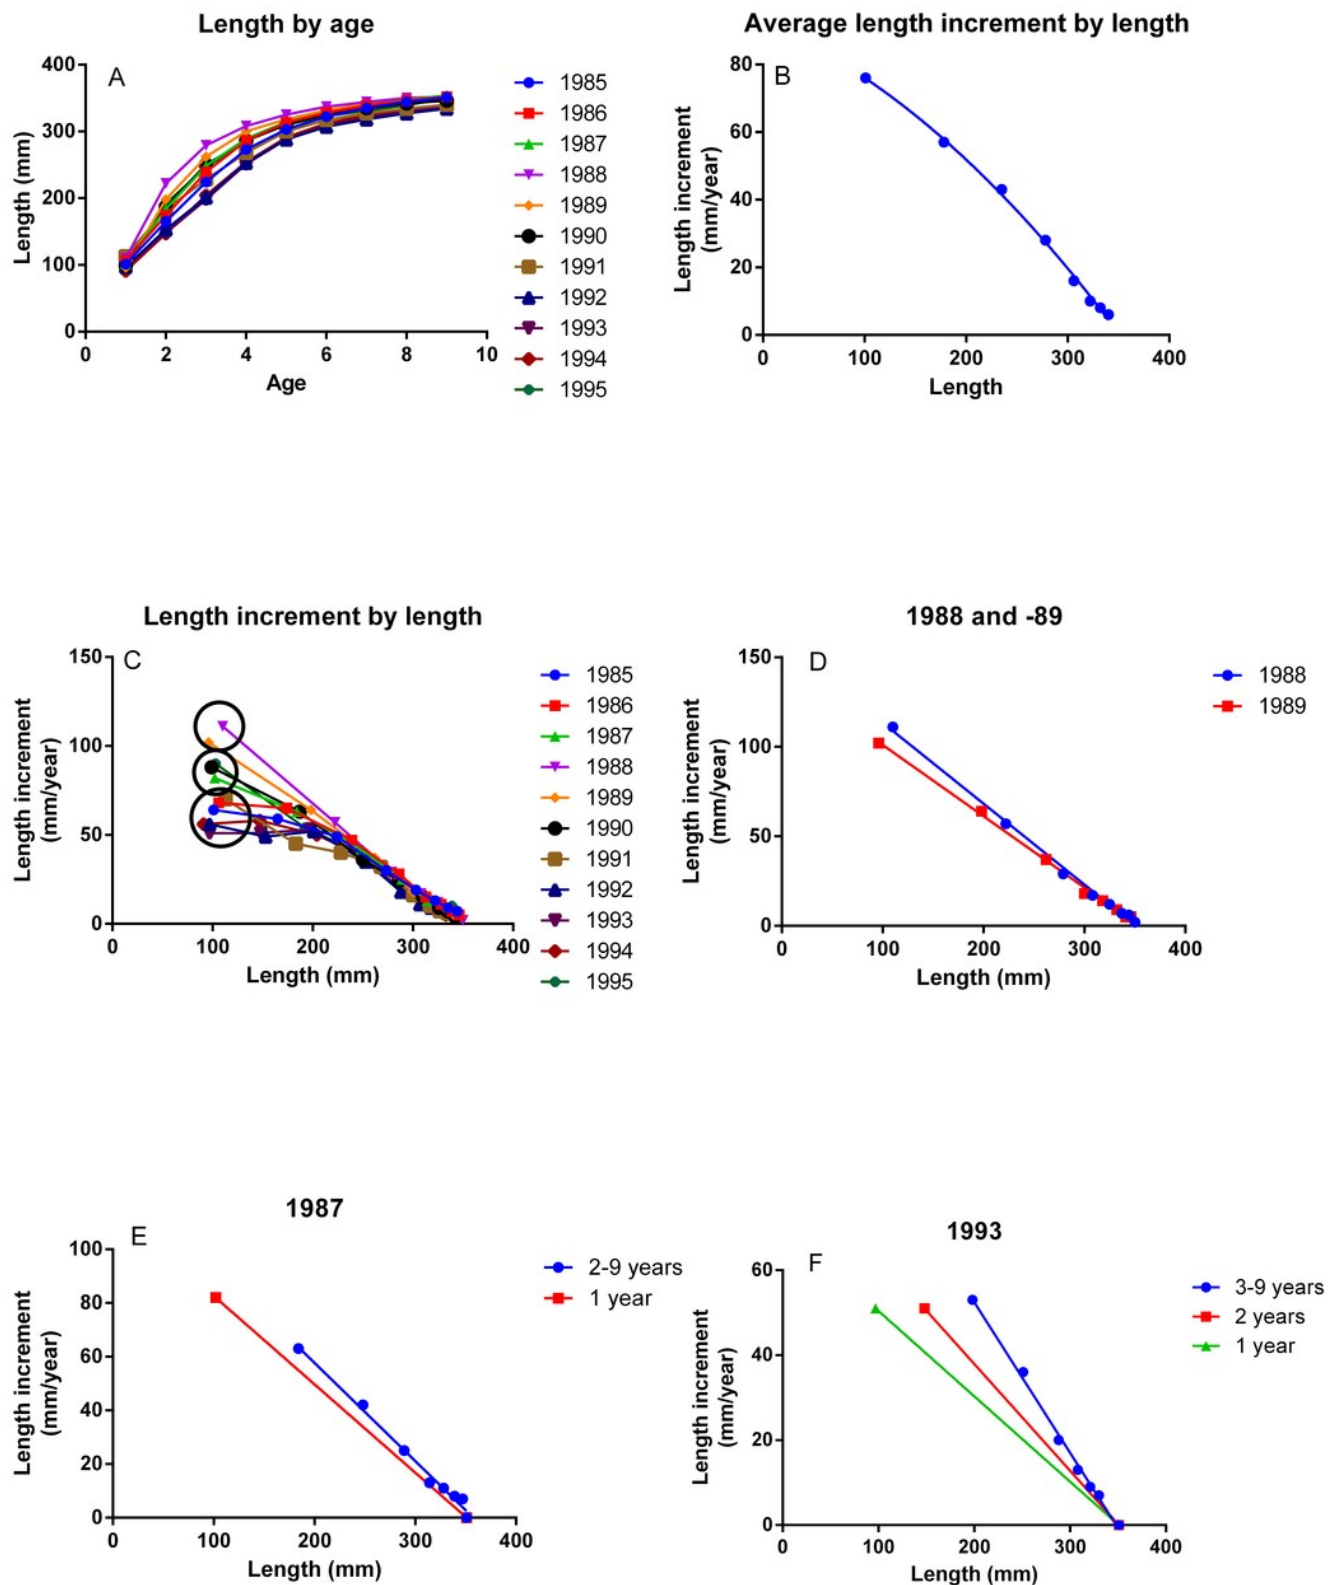 Length by age
A
Length (mm)
400
300
200
100
0
0 2 4 6 8 10
Age
1985
1986
1987
1988
1989
1990
1991
1992
1993
1994
1995
Average length increment by length
B
Length increment
(mm/year)
80
60
40
20
0
0 100 200 300 400
Length
Length increment by length
C
Length increment
(mm/year)
150
100
50
0
0 100 200 300 400
Length (mm)
1985
1986
1987
1988
1989
1990
1991
1992
1993
1994
1995
1988 and -89
D
Length increment
(mm/year)
150
100
50
0
0 100 200 300 400
Length (mm)
1988
1989
1987
E
Length increment
(mm/year)
100
80
60
40
20
0
0 100 200 300 400
Length (mm)
2-9 years
1 year
1993
F
Length increment
(mm/year)
60
40
20
0
0 100 200 300 400
Length (mm)
3-9 years
2 years
1 year